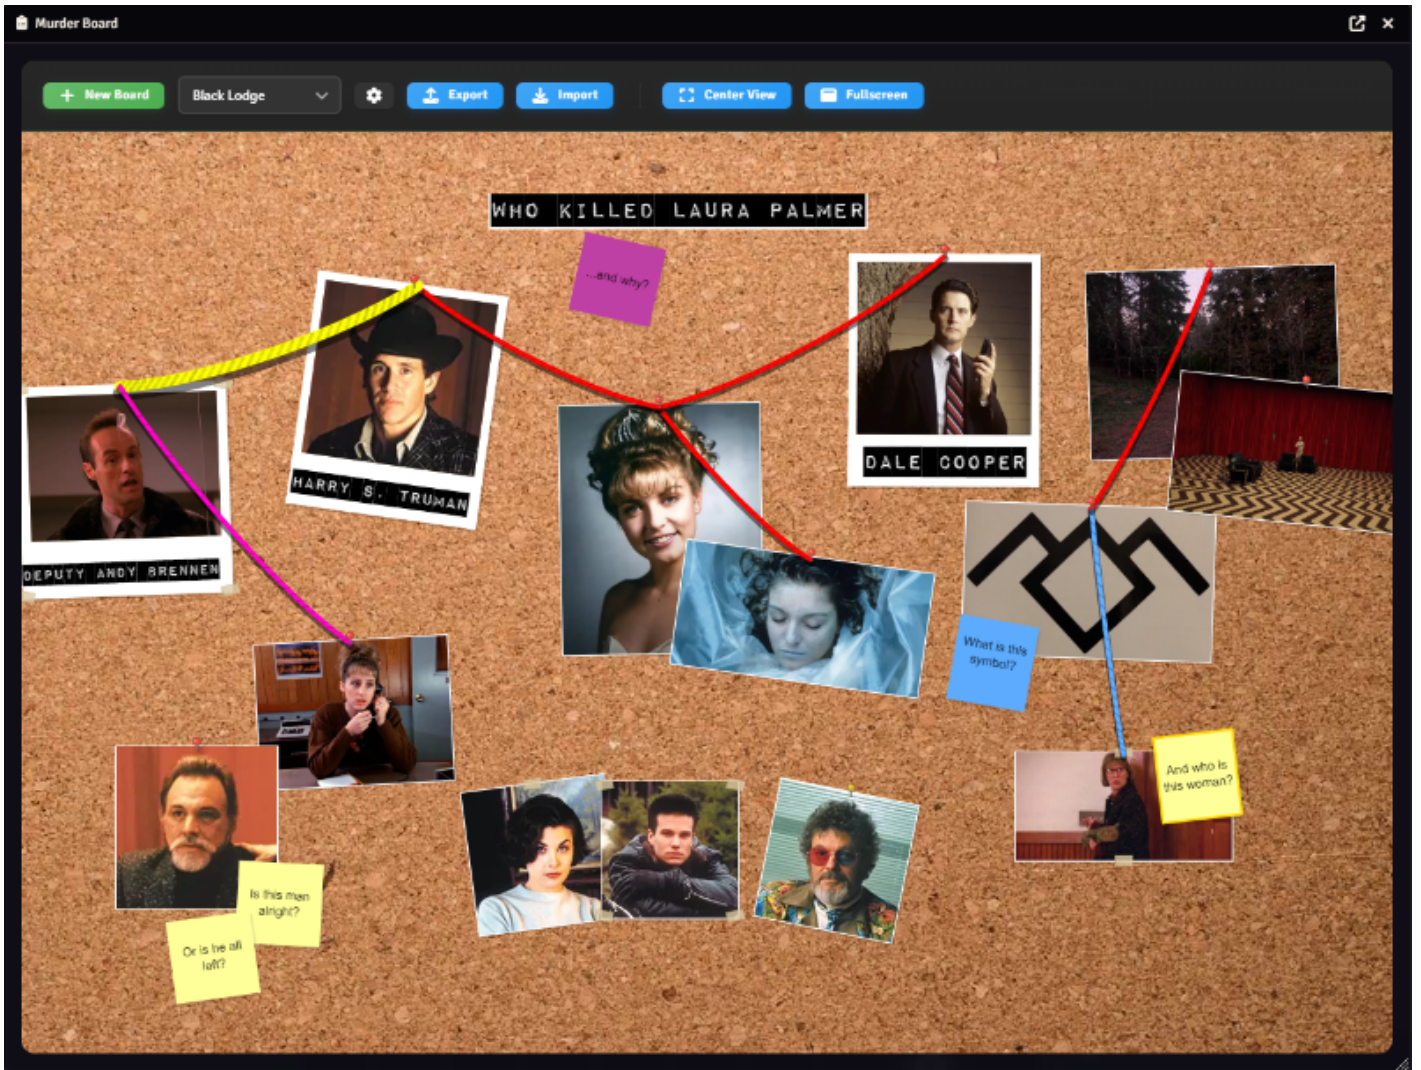 Murder Board
New Board
Black Lodge
Export
Import
Center View
Fullscreen
WHO KILLED LAURA PALMER
...and why?
HARRY S. TRUMAN
DALE COOPER
DEPUTY ANDY BRENNEN
What is this
symbol?
And who is
this woman?
Is this man
alright?
Or is he all
left?